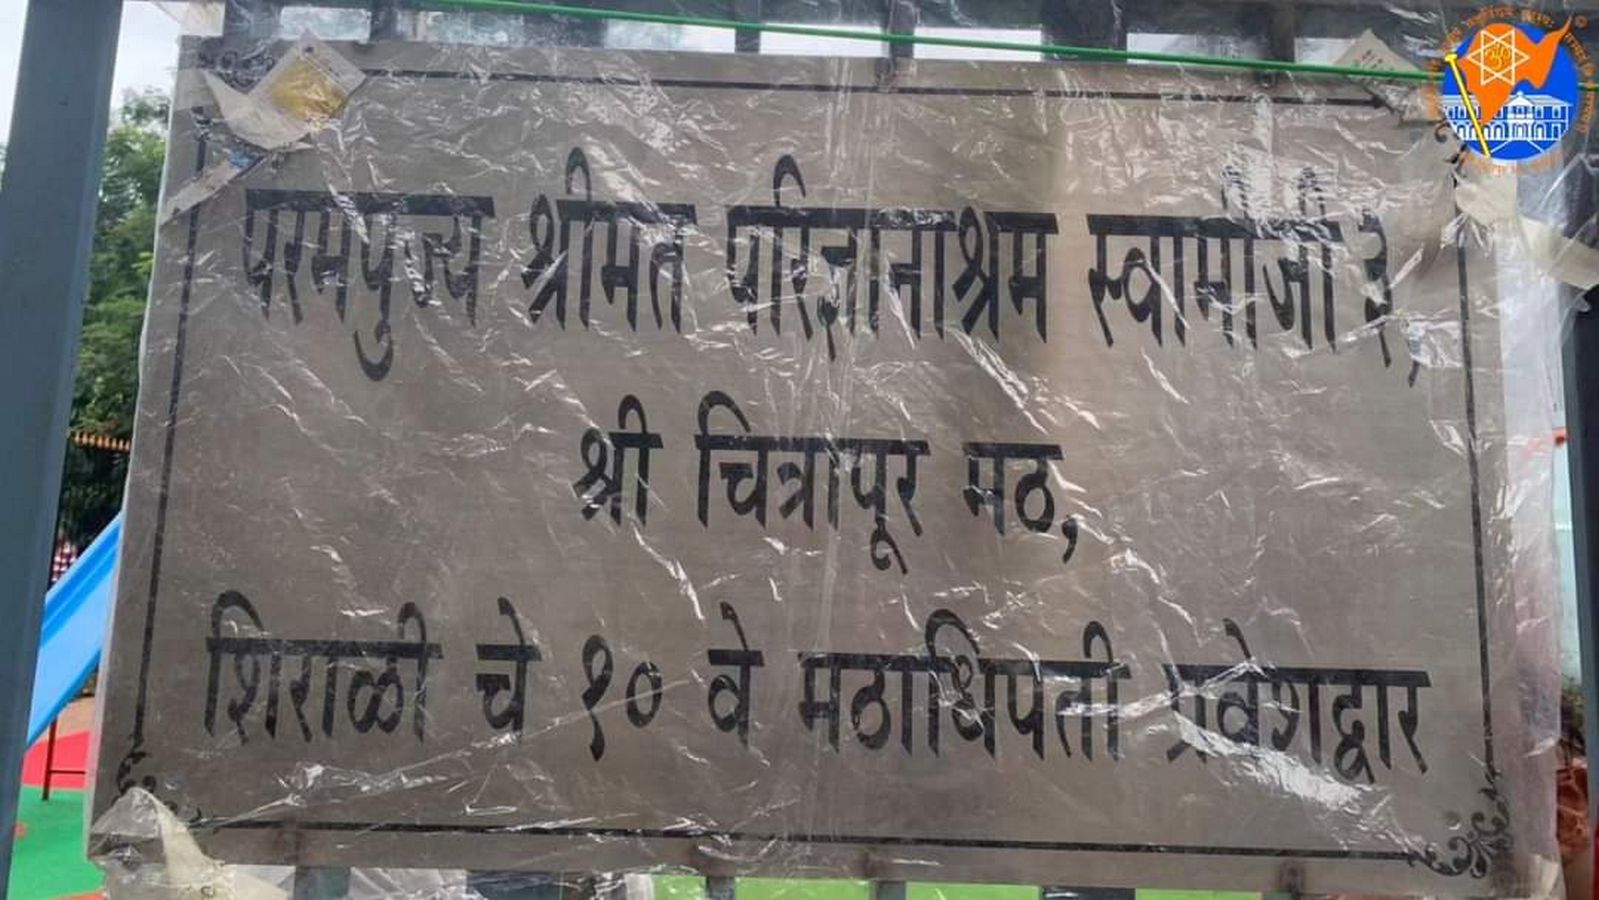 परमपुज्य श्रीमत परिज्ञानाश्रम स्वामीजी ३,
श्री चित्रापूर मठ,
शिराळी चे १० वे मठाधिपती प्रवेशद्वार